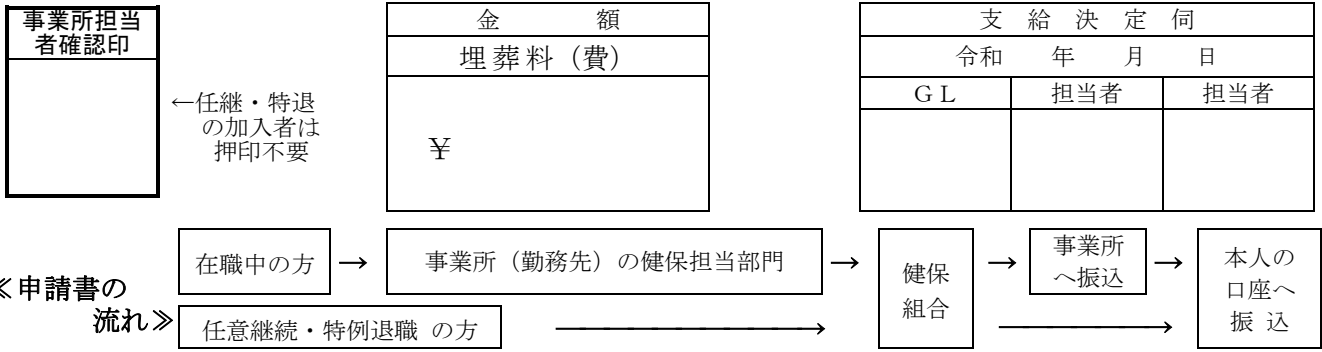 事業所担当
者確認印
←任継・特退
の加入者は
押印不要
金 額
埋葬料（費）
￥
支 給 決 定 伺
令和 年 月 日
ＧＬ 担当者 担当者
≪申請書の
流れ≫
在職中の方 → 事業所（勤務先）の健保担当部門 →
健保
組合
→ 事業所
へ振込 →
本人の
口座へ
振 込
任意継続・特例退職 の方 → →